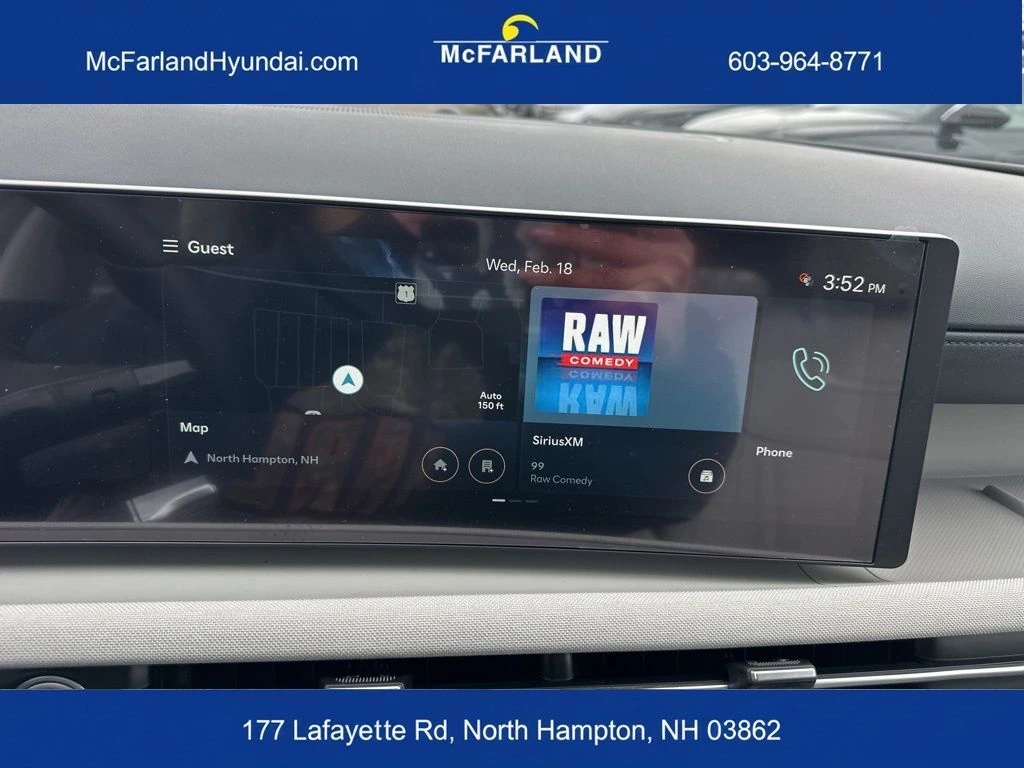 McFarlandHyundai.com
McFARLAND
603-964-8771
Guest
Wed, Feb. 18
3:52 PM
1
RAW
COMEDY
Auto
150 ft
Map
North Hampton, NH
SiriusXM
99
Raw Comedy
Phone
177 Lafayette Rd, North Hampton, NH 03862